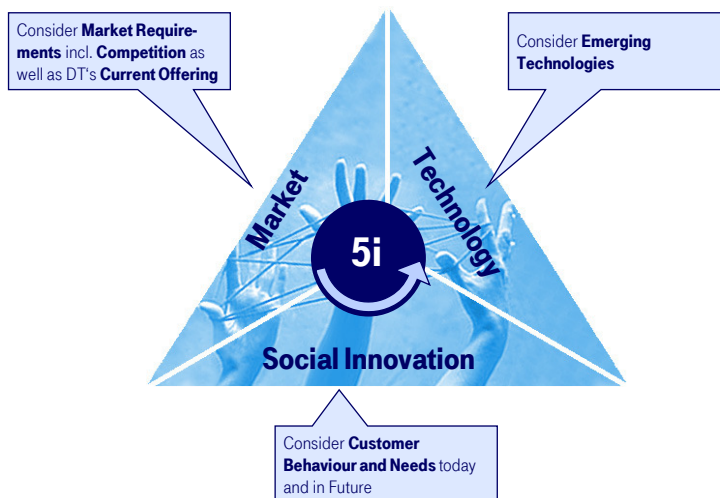 Consider Market Require-
ments incl. Competition as
well as DT‘s Current Offering
Consider Emerging
Technologies
Market
Technology
5i
Social Innovation
Consider Customer
Behaviour and Needs today
and in Future